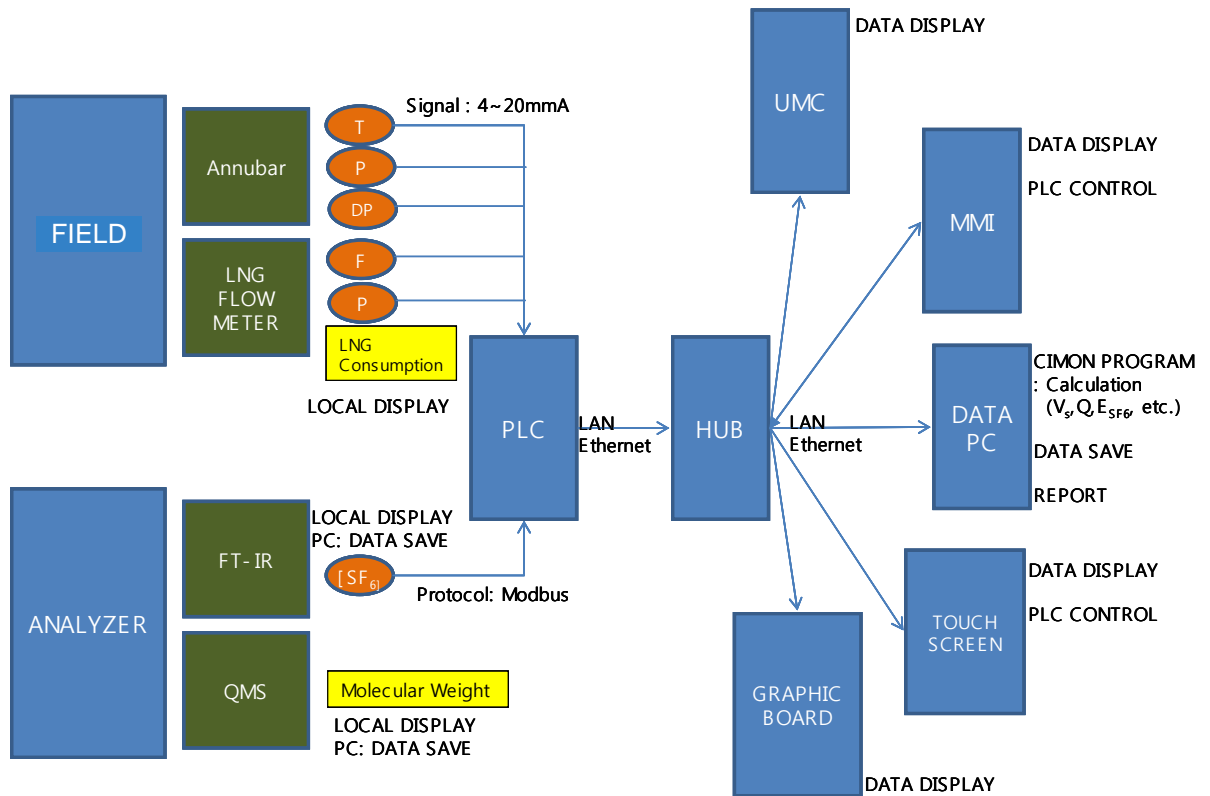 FIELD
Annubar
LNG
FLOW
METER
T
P
DP
F
P
Signal : 4~20mmA
LNG
Consumption
LOCAL DISPLAY
ANALYZER
FT-IR
QMS
LOCAL DISPLAY
PC: DATA SAVE
[SF6]
Protocol: Modbus
Molecular Weight
LOCAL DISPLAY
PC: DATA SAVE
PLC
LAN
Ethernet
HUB
LAN
Ethernet
UMC
DATA DISPLAY
MMI
DATA DISPLAY
PLC CONTROL
DATA
PC
CIMON PROGRAM
: Calculation
(Vs,Q,ESF6, etc.)
DATA SAVE
REPORT
TOUCH
SCREEN
DATA DISPLAY
PLC CONTROL
GRAPHIC
BOARD
DATA DISPLAY